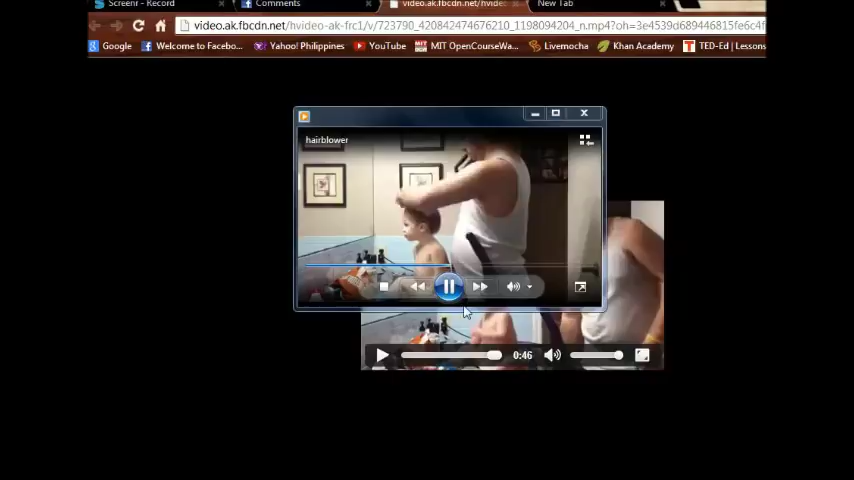 Screenr - Record
Comments
video.ak.fbcdn.net/hvide
New Tab
video.ak.fbcdn.net/hvideo-ak-frc1/v/723790_420842474676210_1198094204_n.mp4?oh=3e4539d689446815fe6c4f
Google
Welcome to Facebo...
Yahoo! Philippines
YouTube
MIT OpenCourseWa...
Livemocha
Khan Academy
TED-Ed | Lessons
hairblower
0:46